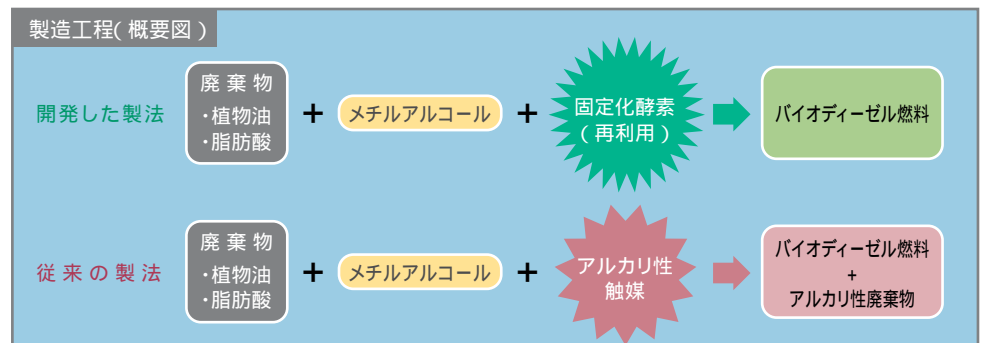 製造工程(概要図)
開発した製法
廃棄物
・植物油
・脂肪酸
+
メチルアルコール
+
固定化酵素
(再利用)
バイオディーゼル燃料
従来の製法
廃棄物
・植物油
・脂肪酸
+
メチルアルコール
+
アルカリ性
触媒
バイオディーゼル燃料
+
アルカリ性廃棄物